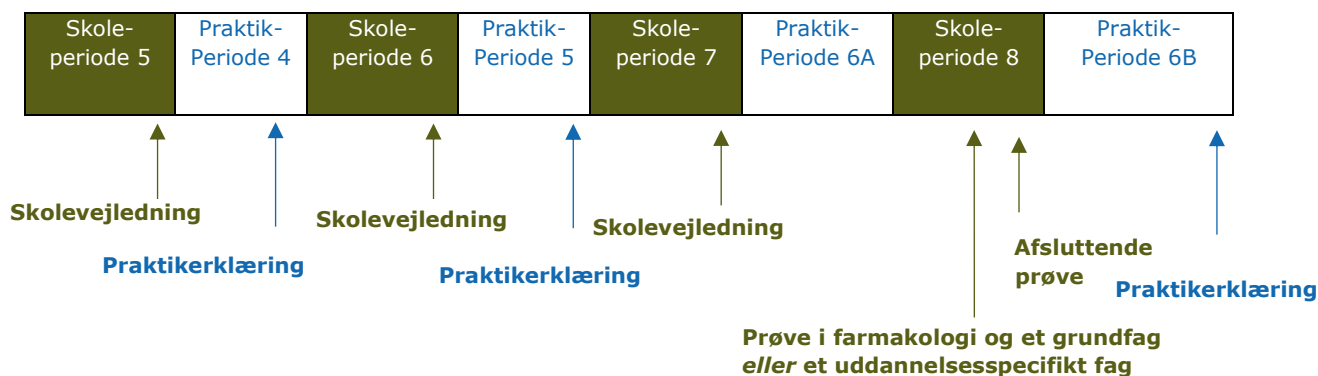 Skole-
periode 5
Praktik-
Periode 4
Skole-
periode 6
Praktik-
Periode 5
Skole-
periode 7
Praktik-
Periode 6A
Skole-
periode 8
Praktik-
Periode 6B
Skolevejledning
Praktikerklæring
Skolevejledning
Praktikerklæring
Skolevejledning
Afsluttende
prøve
Praktikerklæring
Prøve i farmakologi og et grundfag
eller et uddannelsesspecifikt fag